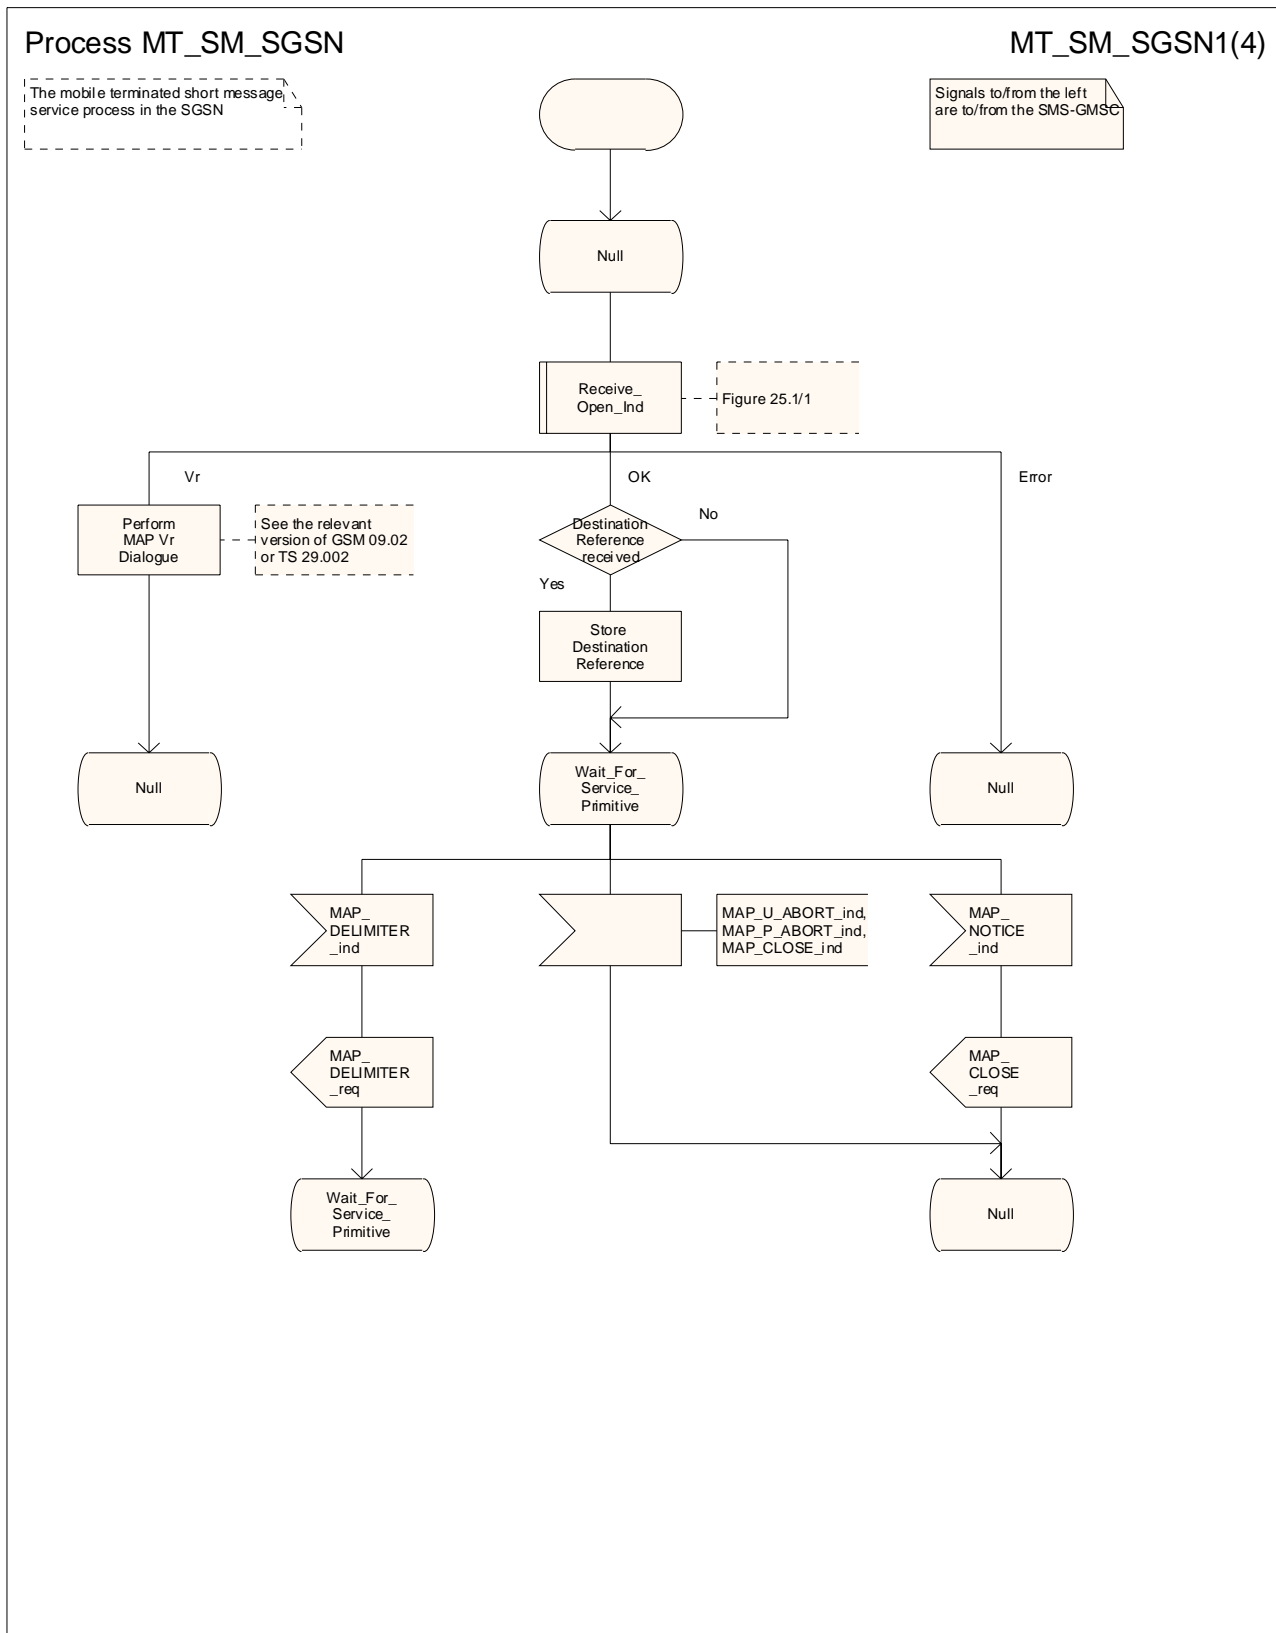 Process MT_SM_SGSN
MT_SM_SGSN1(4)
The mobile terminated short message
service process in the SGSN
Signals to/from the left
are to/from the SMS-GMSC
Null
Receive_
Open_Ind
Figure 25.1/1
Vr
OK
Error
Perform
MAP Vr
Dialogue
See the relevant
version of GSM 09.02
or TS 29.002
Destination
Reference
received
No
Yes
Store
Destination
Reference
Null
Wait_For_
Service_
Primitive
Null
MAP_
DELIMITER
_ind
MAP_U_ABORT_ind,
MAP_P_ABORT_ind,
MAP_CLOSE_ind
MAP_
NOTICE
_ind
MAP_
DELIMITER
_req
MAP_
CLOSE
_req
Wait_For_
Service_
Primitive
Null